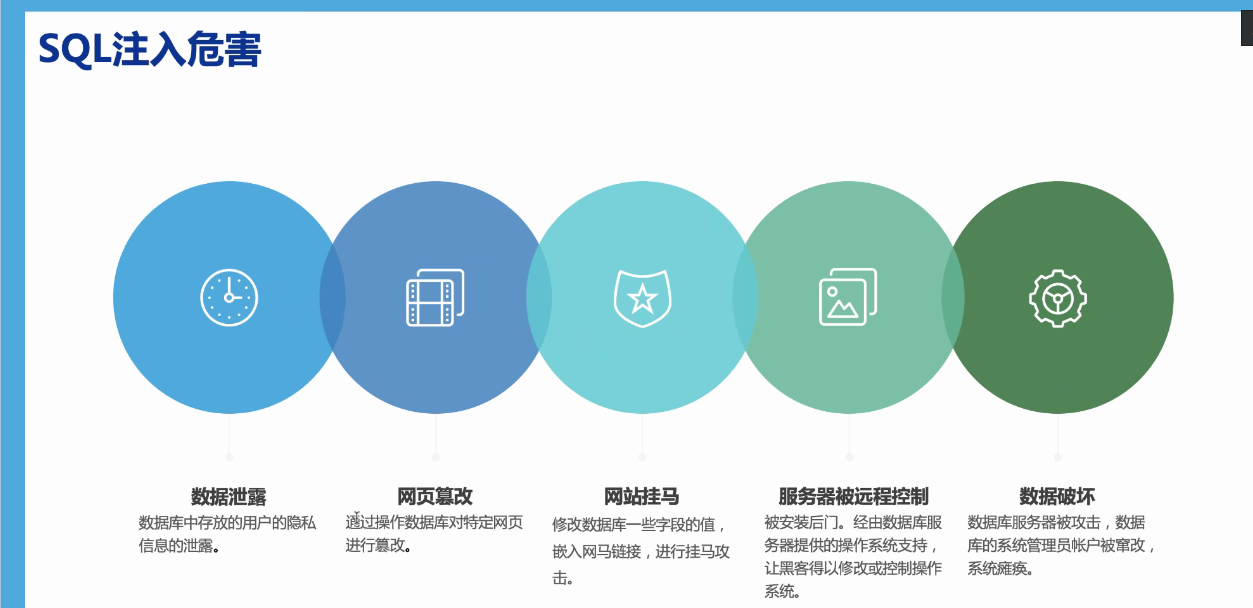 SQL注入危害
数据泄露
数据库中存放的用户的隐私
信息的泄露。
网页篡改
通过操作数据库对特定网页
进行篡改。
网站挂马
修改数据库一些字段的值，
嵌入网马链接，进行挂马攻
击。
服务器被远程控制
被安装后门。经由数据库服
务器提供的操作系统支持，
让黑客得以修改或控制操作
系统。
数据破坏
数据库服务器被攻击，数据
库的系统管理员帐户被窜改，
系统瘫痪。